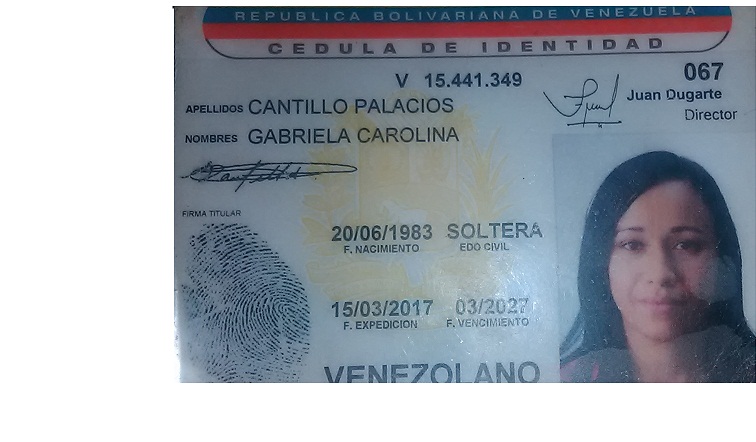 REPUBLICA BOLIVARIANA DE VENEZUELA
CEDULA DE IDENTIDAD
V 15.441.349
067
Juan Dugarte
Director
APELLIDOS CANTILLO PALACIOS
NOMBRES GABRIELA CAROLINA
FIRMA TITULAR
20/06/1983 SOLTERA
F. NACIMIENTO EDO CIVIL
15/03/2017 03/2027
F. EXPEDICION F. VENCIMIENTO
VENEZOLANO